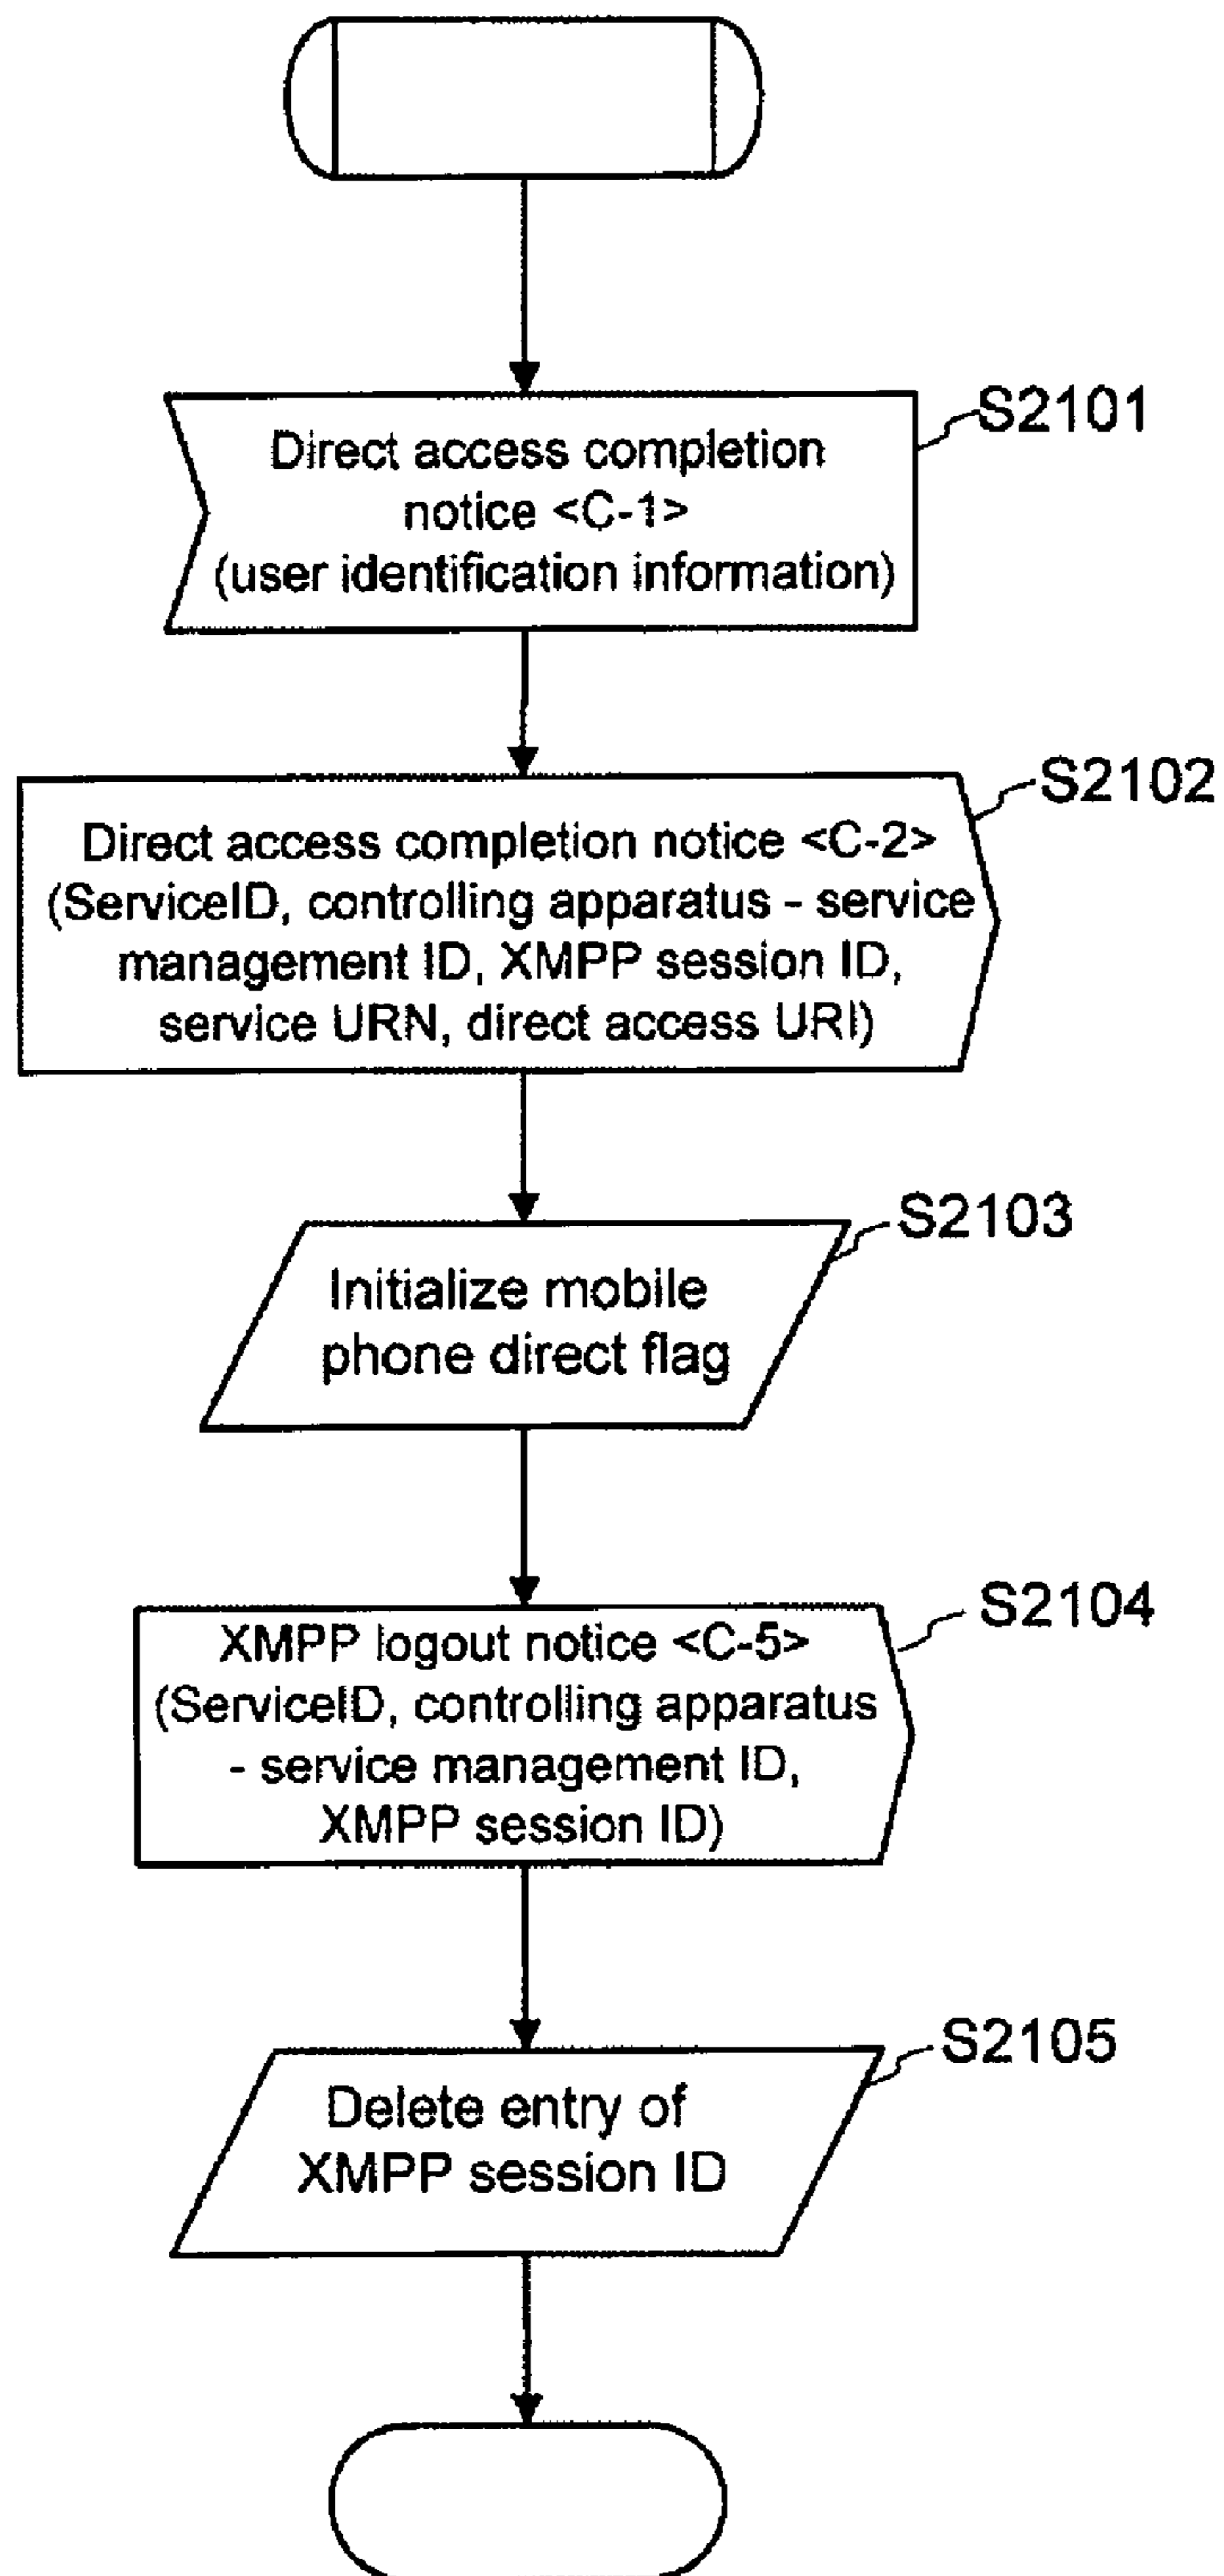 S2101
Direct access completion
notice <C-1>
(user identification information)
S2102
Direct access completion notice <C-2>
(ServiceID, controlling apparatus - service
management ID, XMPP session ID,
service URN, direct access URI)
S2103
Initialize mobile
phone direct flag
S2104
XMPP logout notice <C-5>
(ServiceID, controlling apparatus
- service management ID,
XMPP session ID)
S2105
Delete entry of
XMPP session ID